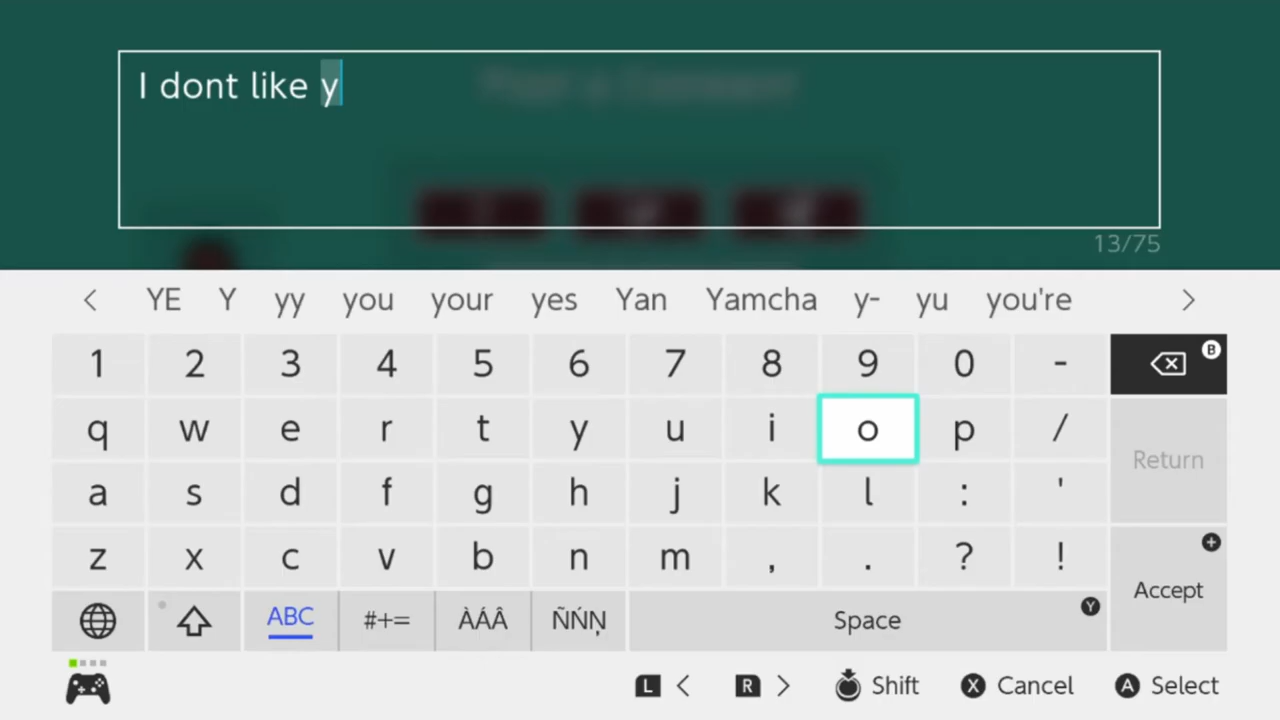 I dont like y
13/75
YE Y yy you your yes Yan Yamcha y- yu you're
1 2 3 4 5 6 7 8 9 0 -
B
q w e r t y u i o p /
Return
a s d f g h j k l : '
z x c v b n m , . ? !
+
Accept
ABC #+= ÀÁÂ ÑŃŅ Space Y
L < R > Shift X Cancel A Select